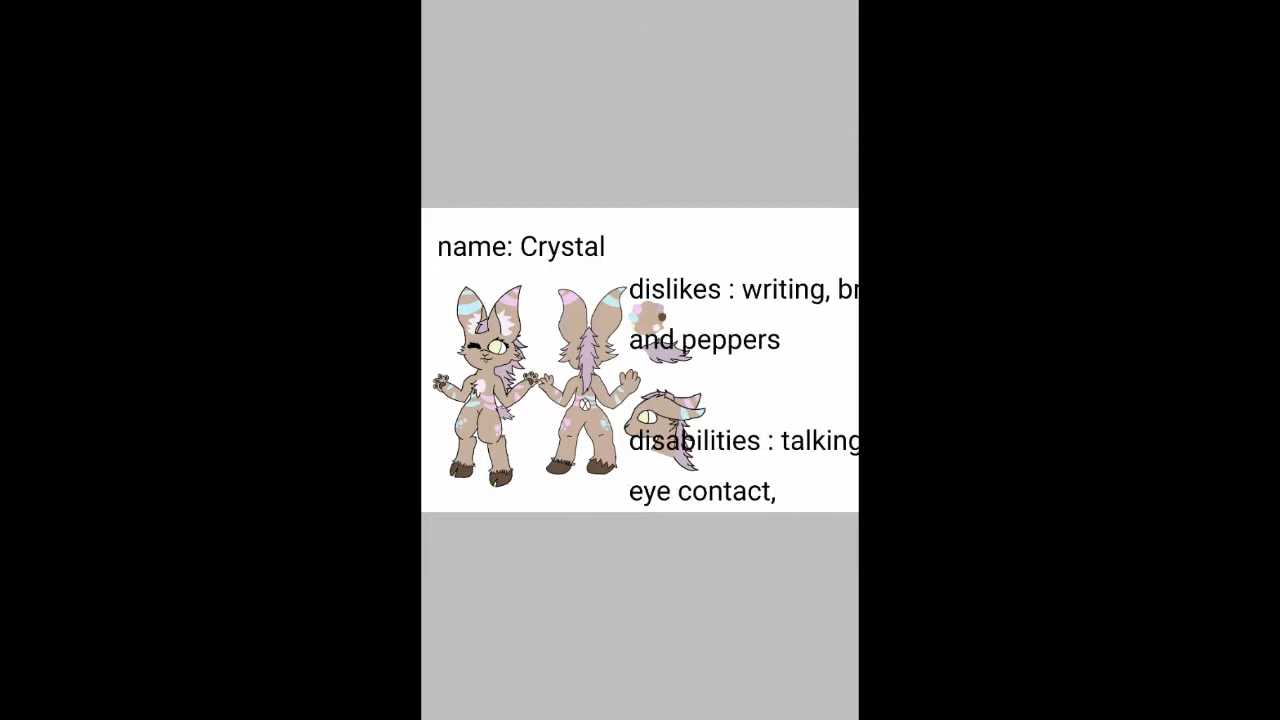 name: Crystal
dislikes : writing,
and peppers
disabilities : talking
eye contact,